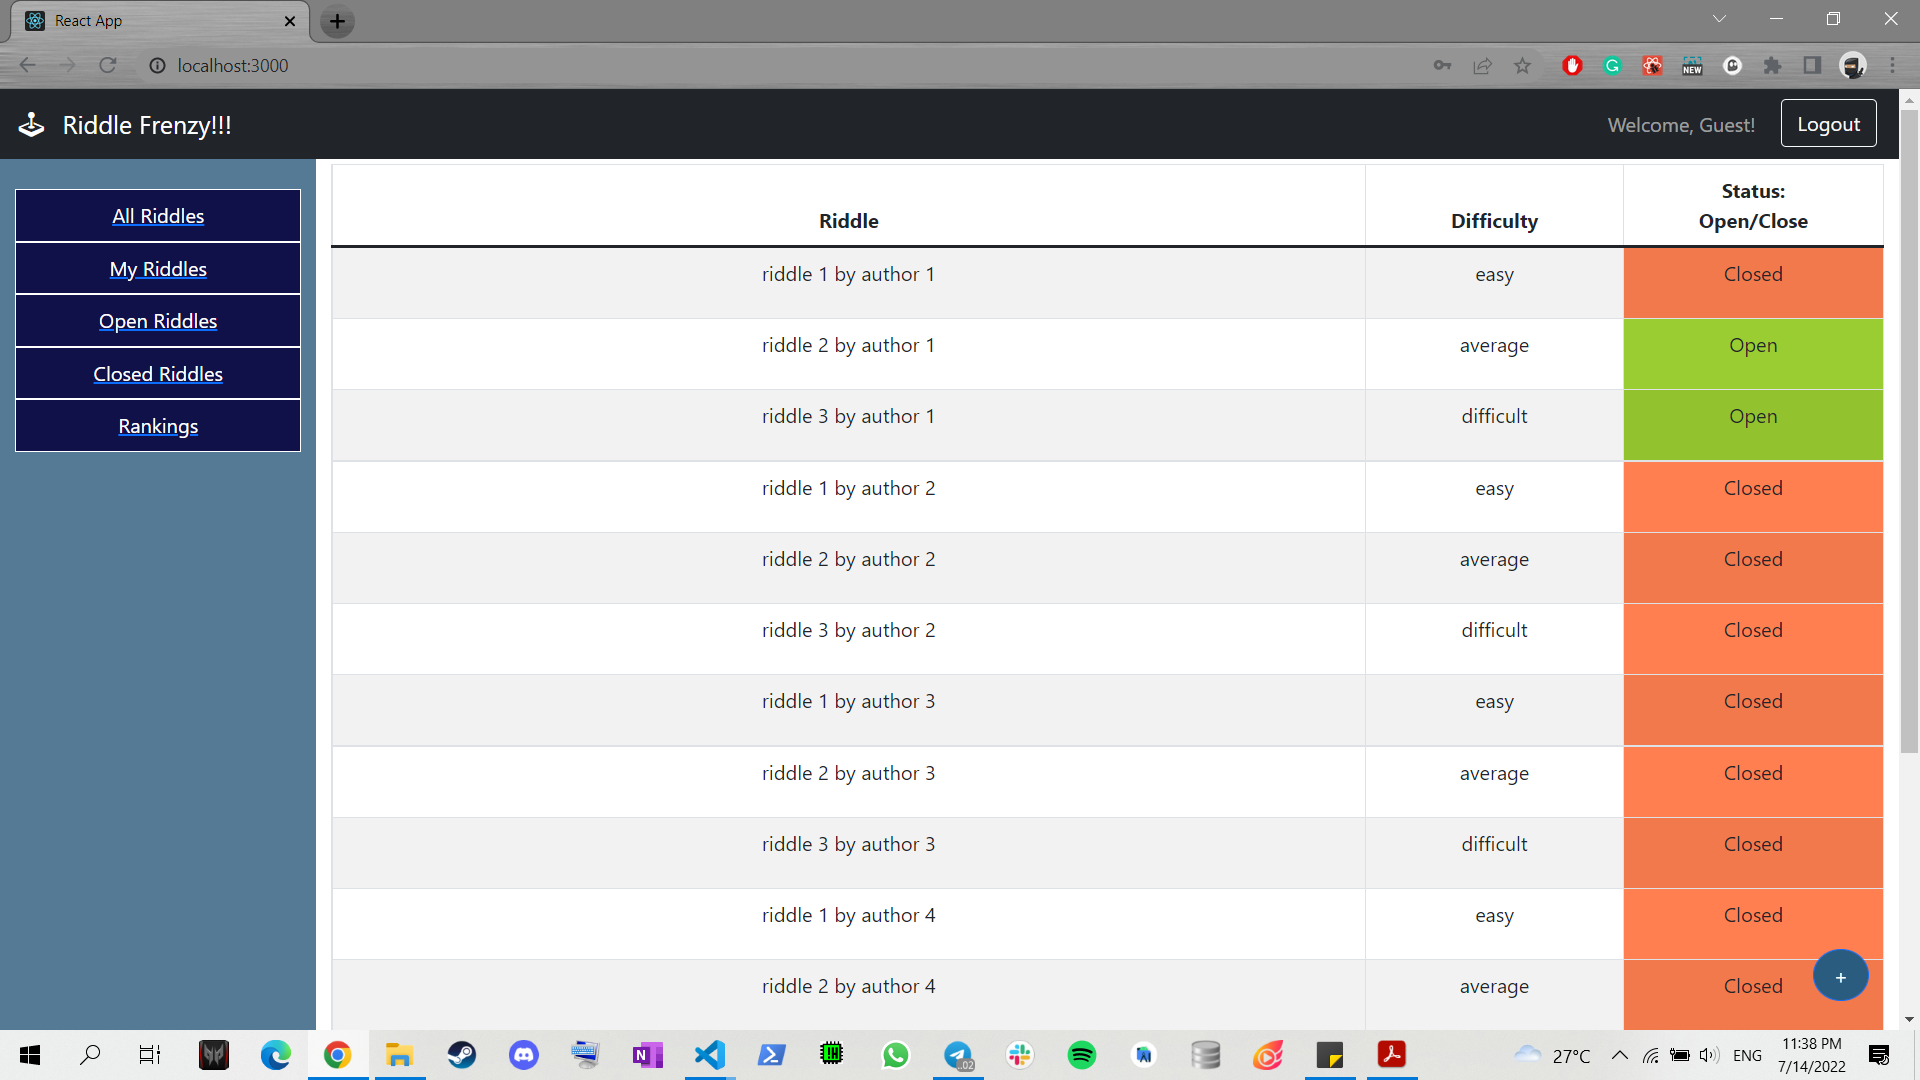 React App
localhost:3000
NEW
Riddle Frenzy!!!
Welcome, Guest!
Logout
All Riddles
My Riddles
Open Riddles
Closed Riddles
Rankings
Riddle Difficulty Status: Open/Close
riddle 1 by author 1 easy Closed
riddle 2 by author 1 average Open
riddle 3 by author 1 difficult Open
riddle 1 by author 2 easy Closed
riddle 2 by author 2 average Closed
riddle 3 by author 2 difficult Closed
riddle 1 by author 3 easy Closed
riddle 2 by author 3 average Closed
riddle 3 by author 3 difficult Closed
riddle 1 by author 4 easy Closed
riddle 2 by author 4 average Closed
+
27°C
ENG
11:38 PM
7/14/2022